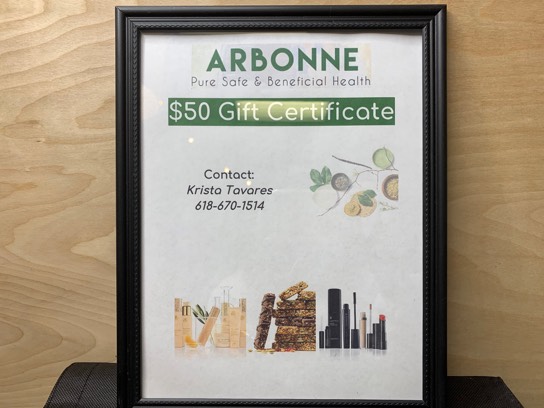 ARBONNE
Pure Safe & Beneficial Health
$50 Gift Certificate
Contact:
Krista Tavares
618-670-1514